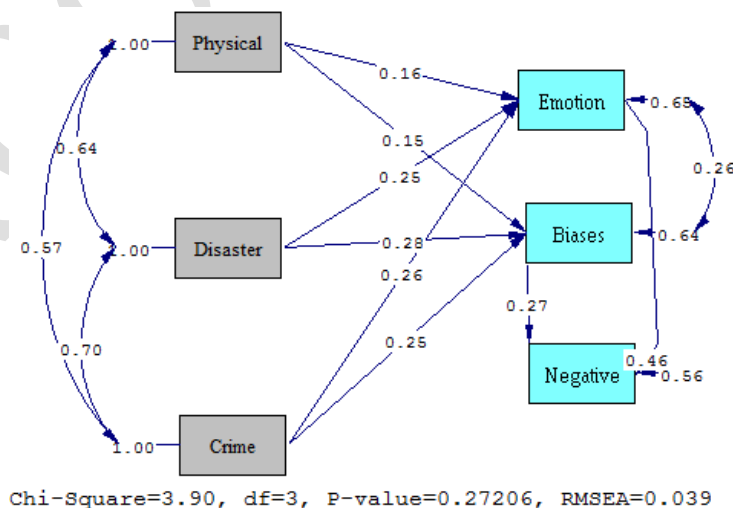 1.00
Physical
0.16
Emotion
0.68
0.64
0.15
0.25
0.26
0.57
1.00
Disaster
0.28
Biases
0.64
0.26
0.27
0.70
0.25
Negative
0.46
0.56
1.00
Crime
Chi-Square=3.90, df=3, P-value=0.27206, RMSEA=0.039